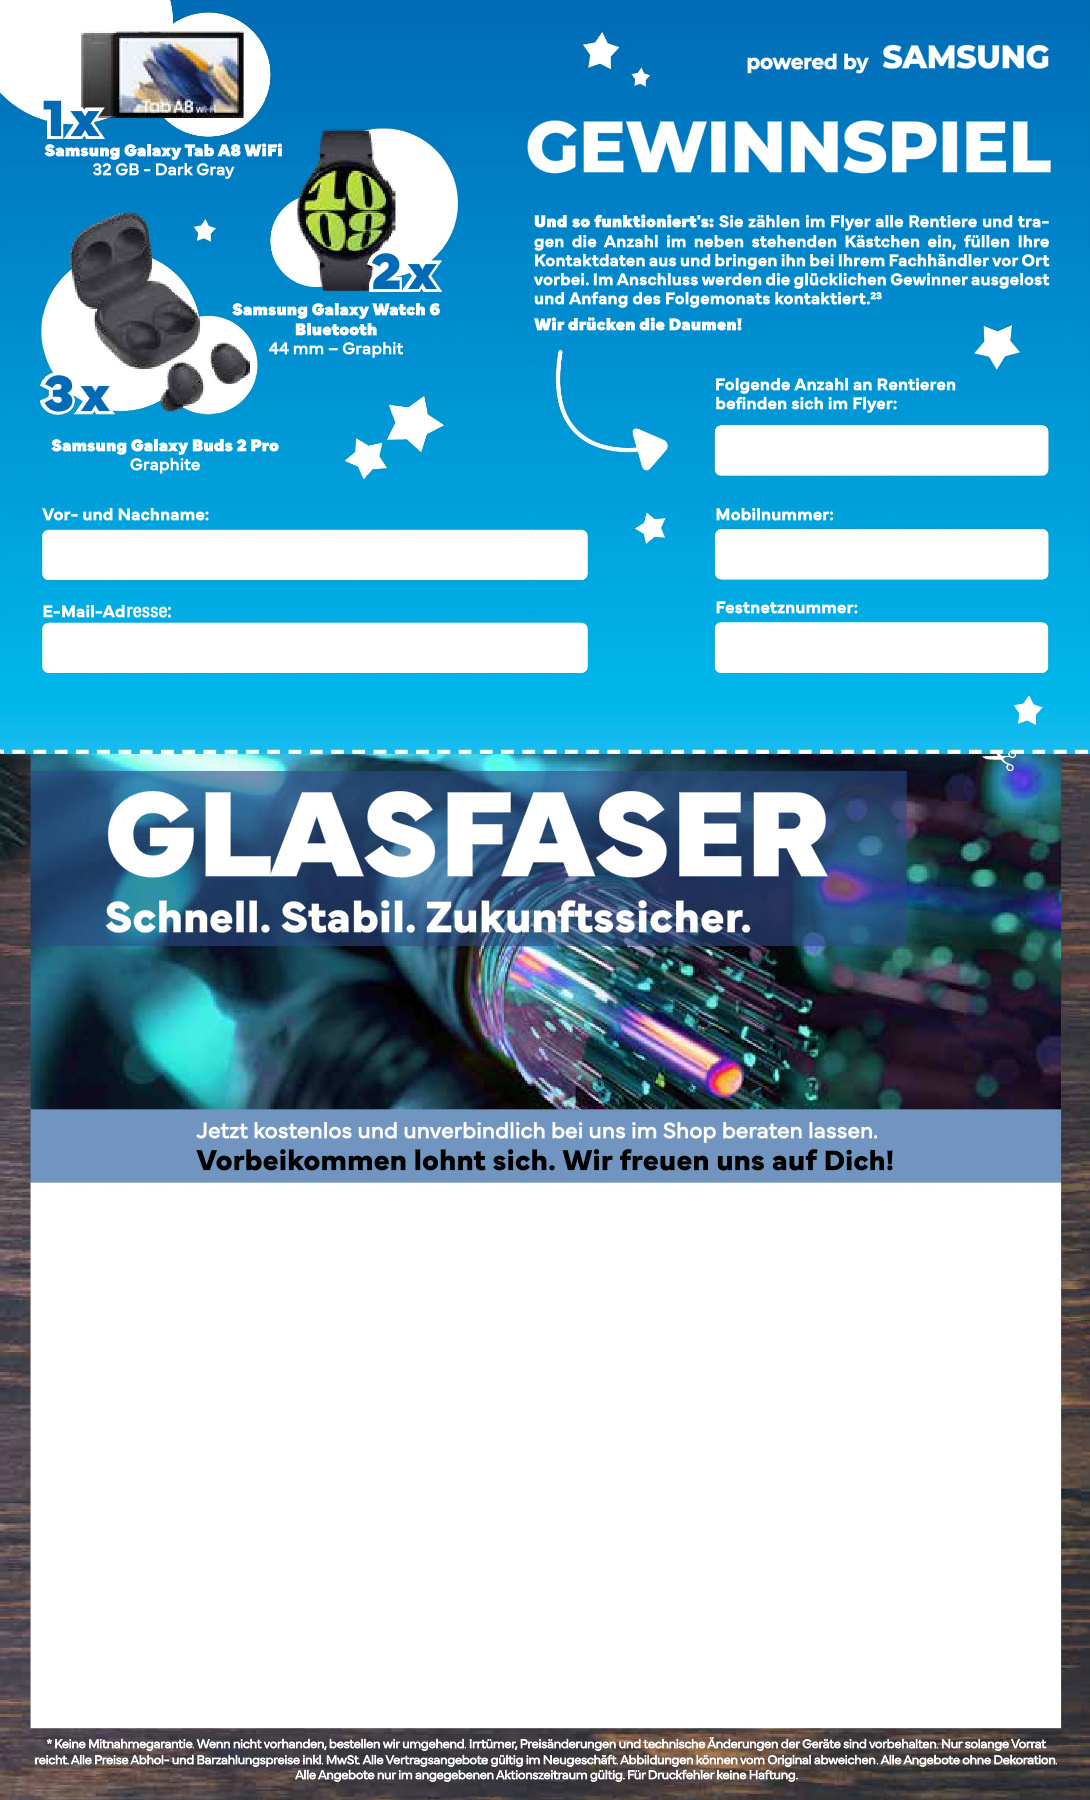 Tab A8 WiFi
1x
Samsung Galaxy Tab A8 WiFi
32 GB - Dark Gray
10
08
2x
Samsung Galaxy Watch 6
Bluetooth
44 mm – Graphit
3x
Samsung Galaxy Buds 2 Pro
Graphite
powered by SAMSUNG
GEWINNSPIEL
Und so funktioniert's: Sie zählen im Flyer alle Rentiere und tra-
gen die Anzahl im neben stehenden Kästchen ein, füllen Ihre
Kontaktdaten aus und bringen ihn bei Ihrem Fachhändler vor Ort
vorbei. Im Anschluss werden die glücklichen Gewinner ausgelost
und Anfang des Folgemonats kontaktiert.²³
Wir drücken die Daumen!
Folgende Anzahl an Rentieren
befinden sich im Flyer:
Vor- und Nachname:
Mobilnummer:
E-Mail-Adresse:
Festnetznummer:
GLASFASER
Schnell. Stabil. Zukunftssicher.
Jetzt kostenlos und unverbindlich bei uns im Shop beraten lassen.
Vorbeikommen lohnt sich. Wir freuen uns auf Dich!
* Keine Mitnahmegarantie. Wenn nicht vorhanden, bestellen wir umgehend. Irrtümer, Preisänderungen und technische Änderungen der Geräte sind vorbehalten. Nur solange Vorrat
reicht. Alle Preise Abhol- und Barzahlungspreise inkl. MwSt. Alle Vertragsangebote gültig im Neugeschäft. Abbildungen können vom Original abweichen. Alle Angebote ohne Dekoration.
Alle Angebote nur im angegebenen Aktionszeitraum gültig. Für Druckfehler keine Haftung.